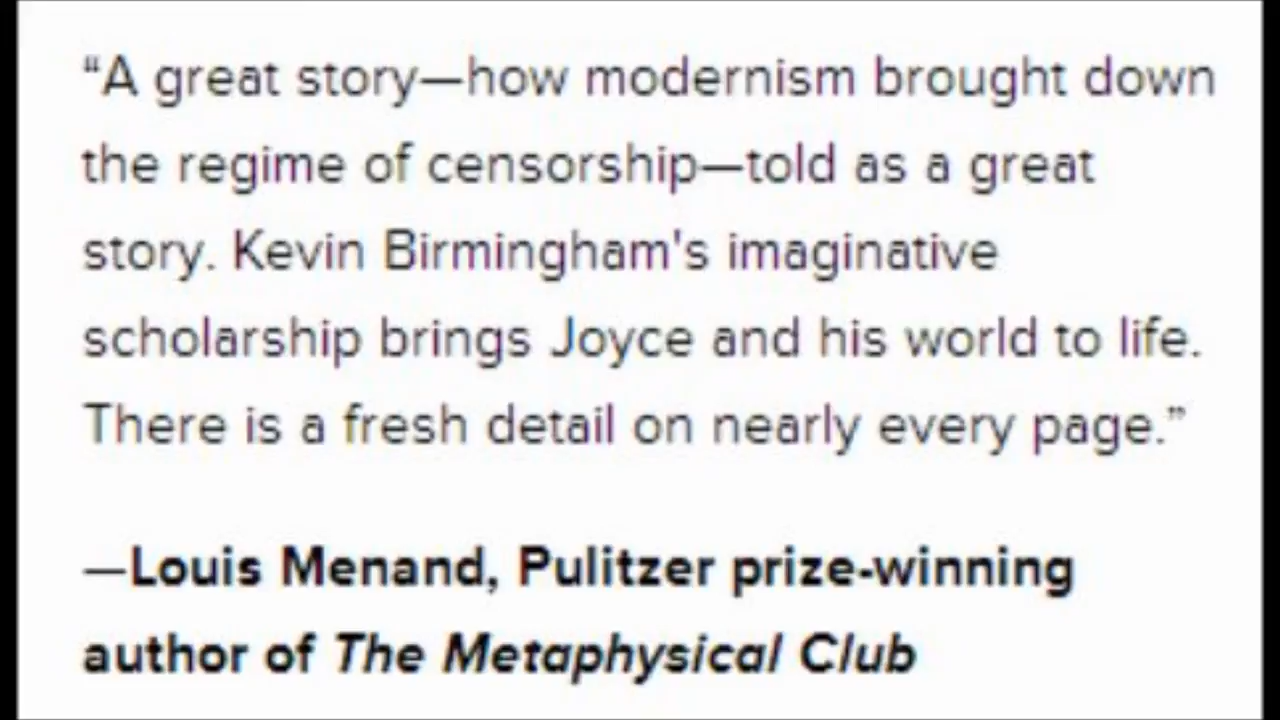 “A great story—how modernism brought down
the regime of censorship—told as a great
story. Kevin Birmingham's imaginative
scholarship brings Joyce and his world to life.
There is a fresh detail on nearly every page.”
—Louis Menand, Pulitzer prize-winning
author of The Metaphysical Club